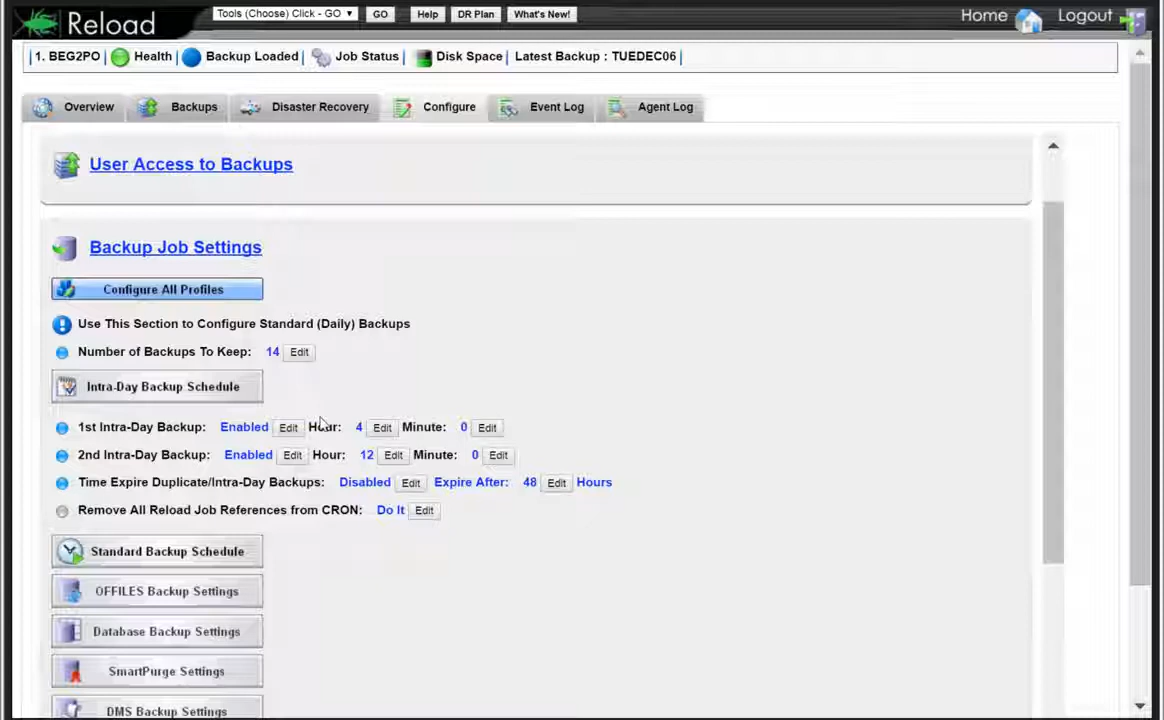 Reload Tools (Choose) Click - GO GO Help DR Plan What's New! Home Logout
1. BEG2PO Health Backup Loaded Job Status Disk Space Latest Backup : TUEDEC06
Overview Backups Disaster Recovery Configure Event Log Agent Log
User Access to Backups
Backup Job Settings
Configure All Profiles
Use This Section to Configure Standard (Daily) Backups
Number of Backups To Keep: 14 Edit
Intra-Day Backup Schedule
1st Intra-Day Backup: Enabled Edit Hour: 4 Edit Minute: 0 Edit
2nd Intra-Day Backup: Enabled Edit Hour: 12 Edit Minute: 0 Edit
Time Expire Duplicate/Intra-Day Backups: Disabled Edit Expire After: 48 Edit Hours
Remove All Reload Job References from CRON: Do It Edit
Standard Backup Schedule
OFFILES Backup Settings
Database Backup Settings
SmartPurge Settings
DMS Backup Settings